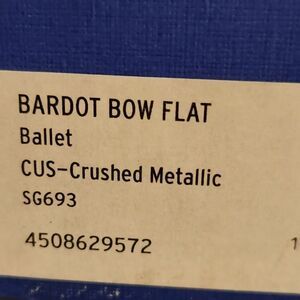 BARDOT BOW FLAT
Ballet
CUS-Crushed Metallic
SG693
4508629572